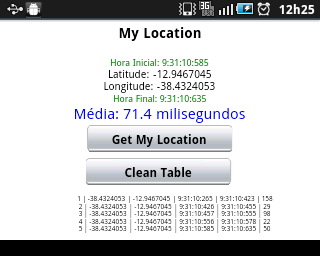 3G
12h25
My Location
Hora Inicial: 9:31:10:585
Latitude: -12.9467045
Longitude: -38.4324053
Hora Final: 9:31:10:635
Média: 71.4 milisegundos
Get My Location
Clean Table
1 | -38.4324053 | -12.9467045 | 9:31:10:265 | 9:31:10:423 | 158
2 | -38.4324053 | -12.9467045 | 9:31:10:426 | 9:31:10:455 | 29
3 | -38.4324053 | -12.9467045 | 9:31:10:457 | 9:31:10:555 | 98
4 | -38.4324053 | -12.9467045 | 9:31:10:556 | 9:31:10:578 | 22
5 | -38.4324053 | -12.9467045 | 9:31:10:585 | 9:31:10:635 | 50